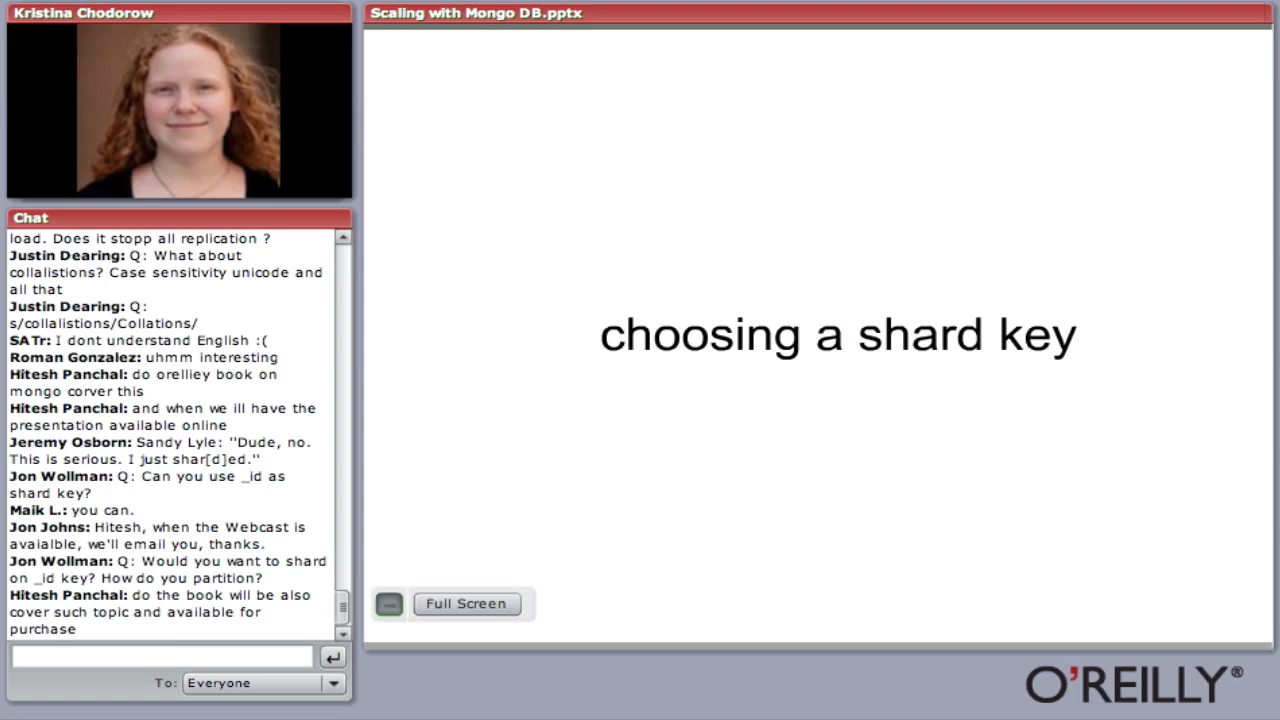 Kristina Chodorow
Scaling with Mongo DB.pptx
Chat
load. Does it stopp all replication ?
Justin Dearing: Q: What about
collalistions? Case sensitivity unicode and
all that
Justin Dearing: Q:
s/collalistions/Collations/
SATr: I dont understand English :(
Roman Gonzalez: uhmm interesting
Hitesh Panchal: do orelliey book on
mongo corver this
Hitesh Panchal: and when we ill have the
presentation available online
Jeremy Osborn: Sandy Lyle: "Dude, no.
This is serious. I just shar[d]ed."
Jon Wollman: Q: Can you use _id as
shard key?
Maik L.: you can.
Jon Johns: Hitesh, when the Webcast is
avaialble, we'll email you, thanks.
Jon Wollman: Q: Would you want to shard
on _id key? How do you partition?
Hitesh Panchal: do the book will be also
cover such topic and available for
purchase
To: Everyone
choosing a shard key
Full Screen
O'REILLY®